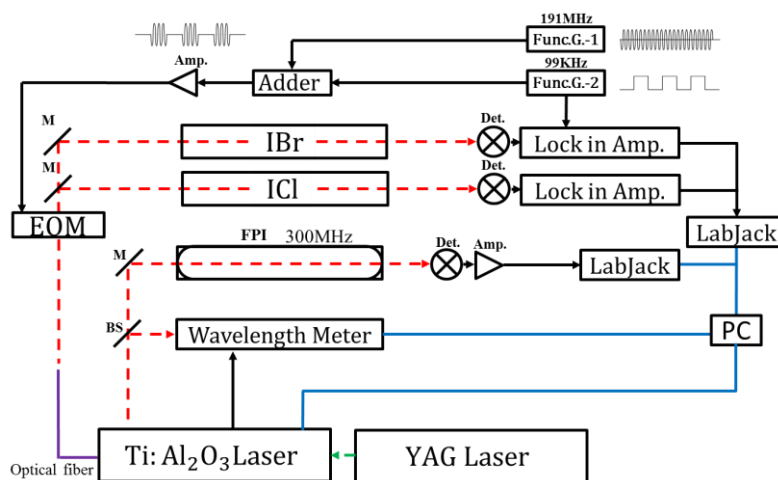 191MHz
Func.G.-1
Amp.
Adder
99KHz
Func.G.-2
M
IBr
Det.
Lock in Amp.
M
ICl
Det.
Lock in Amp.
EOM
LabJack
M
FPI 300MHz
Det.
Amp.
LabJack
BS
Wavelength Meter
PC
Optical fiber
Ti: Al₂O₃Laser
YAG Laser